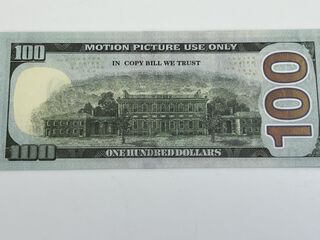 100 MOTION PICTURE USE ONLY
IN COPY BILL WE TRUST
100
100 ONE HUNDRED DOLLARS